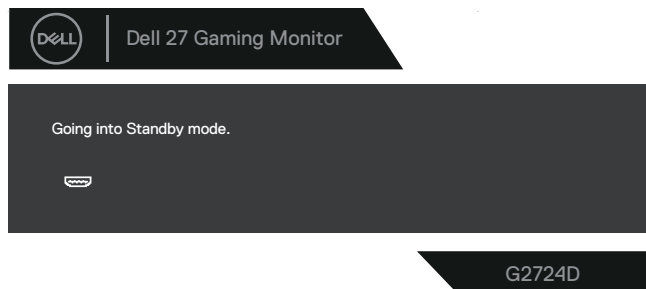 DELL
Dell 27 Gaming Monitor
Going into Standby mode.
G2724D